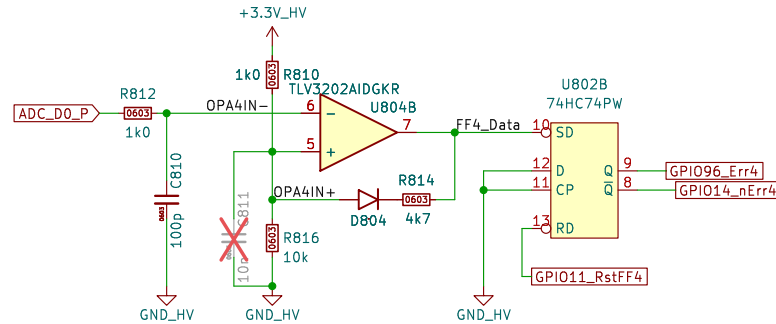 +3.3V_HV
1k0
0603
R810
TLV3202AIDGKR
U804B
U802B
74HC74PW
R812
ADC_D0_P
0603
1k0
OPA4IN-
6
-
5
+
7
FF4_Data
10
SD
12
D
Q
9
GPIO96_Err4
11
CP
Q
8
GPIO14_nErr4
13
RD
GPIO11_RstFF4
C810
0603
100p
C811
10n
OPA4IN+
D804
R814
0603
4k7
0603
R816
10k
GND_HV
GND_HV
GND_HV